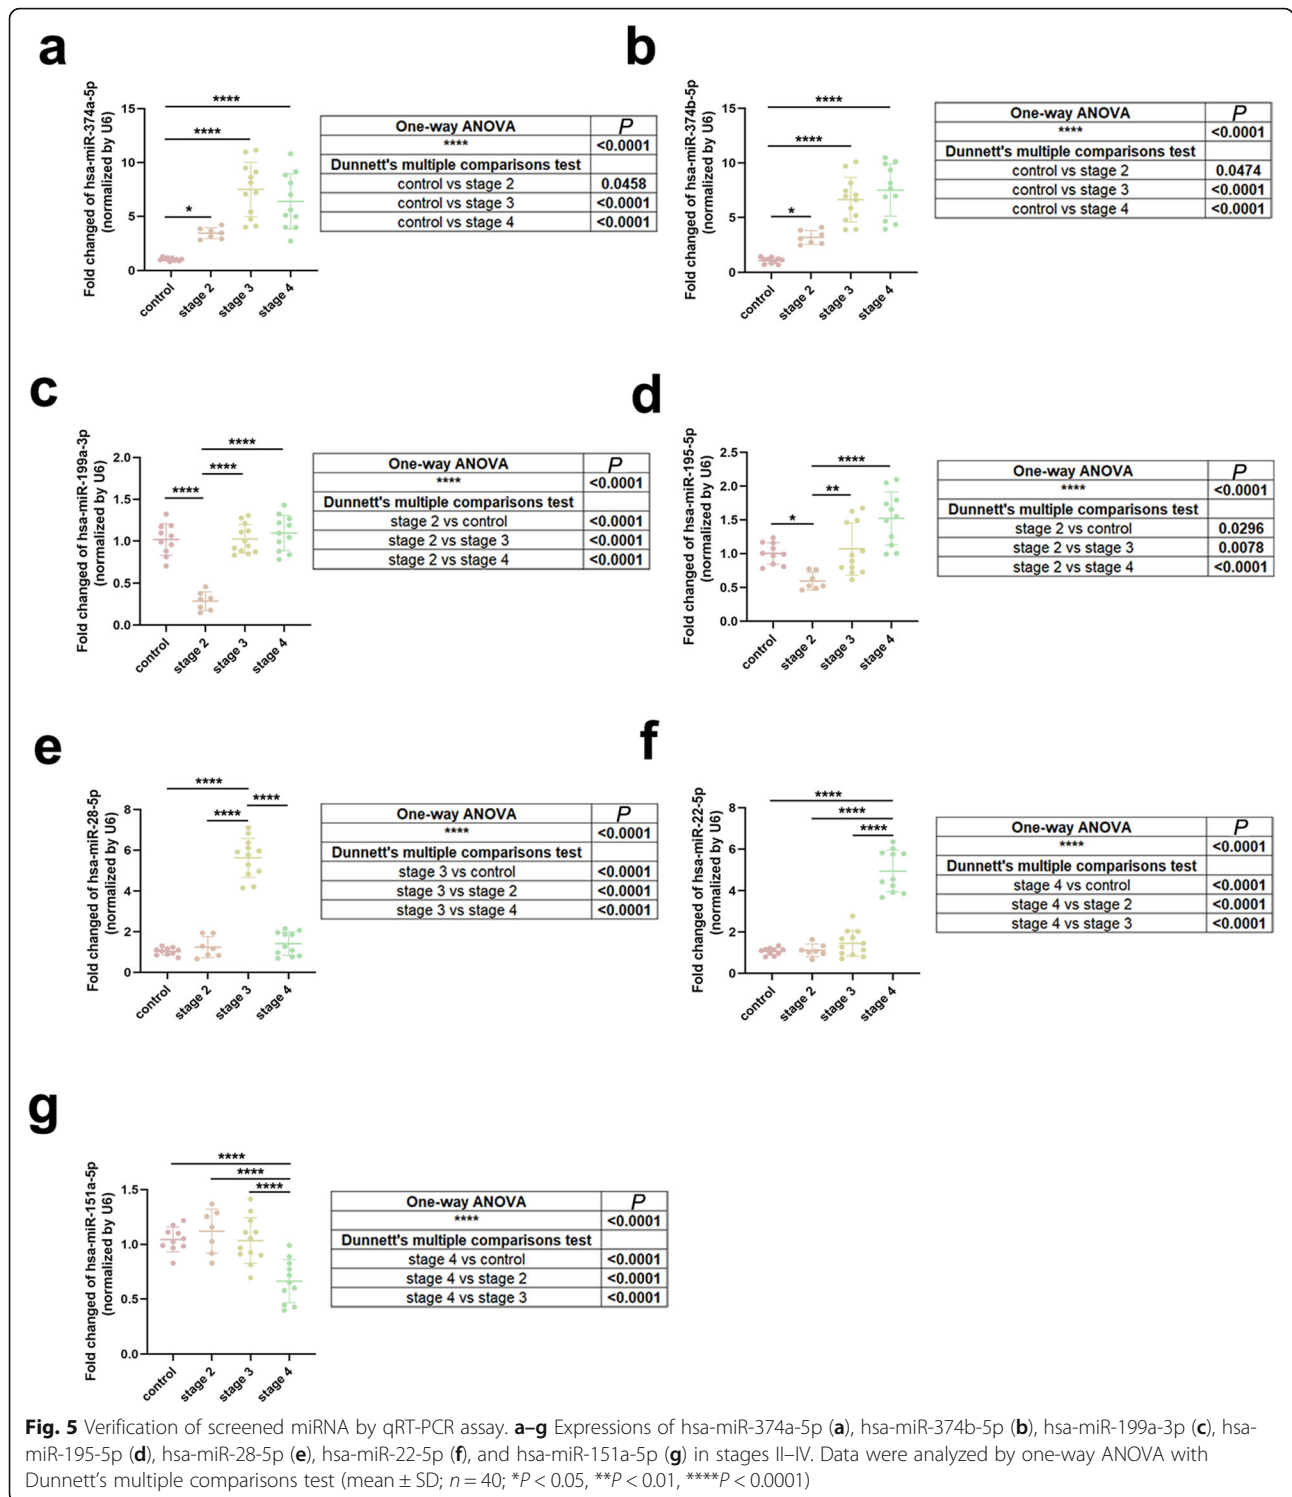 a
Fold changed of hsa-miR-374a-5p
(normalized by U6)
15
10
5
0
****
****
*
control
stage 2
stage 3
stage 4
One-way ANOVA P
**** <0.0001
Dunnett's multiple comparisons test
control vs stage 2 0.0458
control vs stage 3 <0.0001
control vs stage 4 <0.0001
b
Fold changed of hsa-miR-374b-5p
(normalized by U6)
15
10
5
0
****
****
*
control
stage 2
stage 3
stage 4
One-way ANOVA P
**** <0.0001
Dunnett's multiple comparisons test
control vs stage 2 0.0474
control vs stage 3 <0.0001
control vs stage 4 <0.0001
c
Fold changed of hsa-miR-199a-3p
(normalized by U6)
2.0
1.5
1.0
0.5
0.0
****
****
****
control
stage 2
stage 3
stage 4
One-way ANOVA P
**** <0.0001
Dunnett's multiple comparisons test
stage 2 vs control <0.0001
stage 2 vs stage 3 <0.0001
stage 2 vs stage 4 <0.0001
d
Fold changed of hsa-miR-195-5p
(normalized by U6)
2.5
2.0
1.5
1.0
0.5
0.0
****
**
*
control
stage 2
stage 3
stage 4
One-way ANOVA P
**** <0.0001
Dunnett's multiple comparisons test
stage 2 vs control 0.0296
stage 2 vs stage 3 0.0078
stage 2 vs stage 4 <0.0001
e
Fold changed of hsa-miR-28-5p
(normalized by U6)
8
6
4
2
0
****
****
****
control
stage 2
stage 3
stage 4
One-way ANOVA P
**** <0.0001
Dunnett's multiple comparisons test
stage 3 vs control <0.0001
stage 3 vs stage 2 <0.0001
stage 3 vs stage 4 <0.0001
f
Fold changed of hsa-miR-22-5p
(normalized by U6)
8
6
4
2
0
****
****
****
control
stage 2
stage 3
stage 4
One-way ANOVA P
**** <0.0001
Dunnett's multiple comparisons test
stage 4 vs control <0.0001
stage 4 vs stage 2 <0.0001
stage 4 vs stage 3 <0.0001
g
Fold changed of hsa-miR-151a-5p
(normalized by U6)
1.5
1.0
0.5
0.0
****
****
****
control
stage 2
stage 3
stage 4
One-way ANOVA P
**** <0.0001
Dunnett's multiple comparisons test
stage 4 vs control <0.0001
stage 4 vs stage 2 <0.0001
stage 4 vs stage 3 <0.0001
Fig. 5 Verification of screened miRNA by qRT-PCR assay. a–g Expressions of hsa-miR-374a-5p (a), hsa-miR-374b-5p (b), hsa-miR-199a-3p (c), hsa-
miR-195-5p (d), hsa-miR-28-5p (e), hsa-miR-22-5p (f), and hsa-miR-151a-5p (g) in stages II–IV. Data were analyzed by one-way ANOVA with
Dunnett's multiple comparisons test (mean ± SD; n = 40; *P < 0.05, **P < 0.01, ****P < 0.0001)